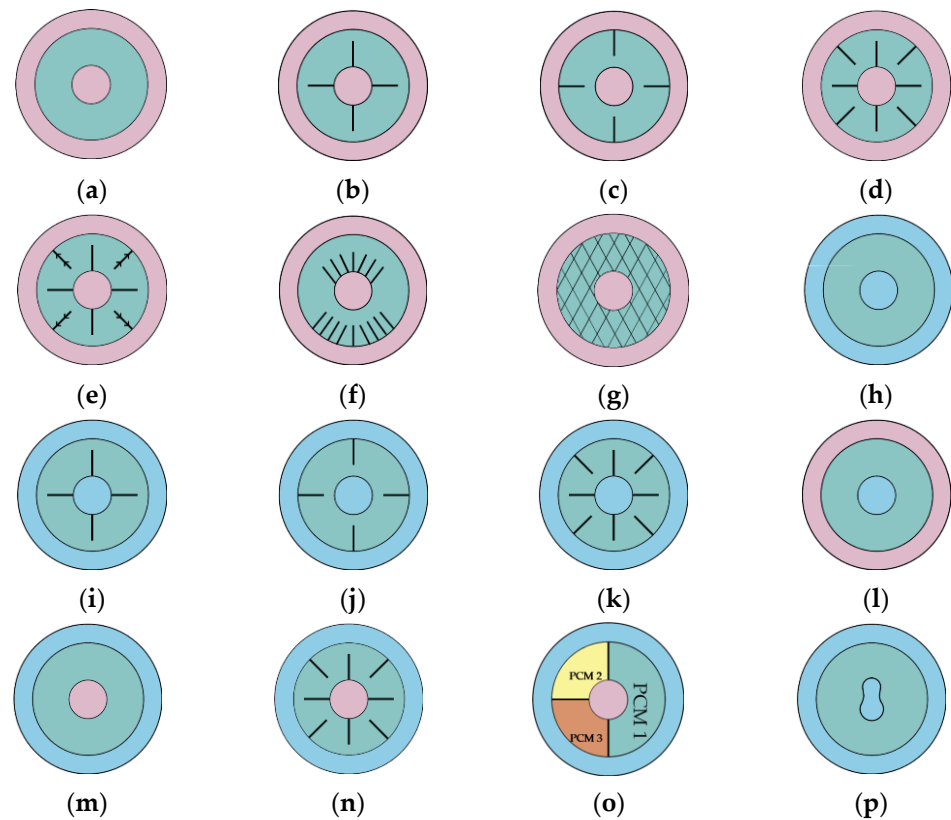 (a) (b) (c) (d)
(e) (f) (g) (h)
(i) (j) (k) (l)
PCM 2
PCM 1
PCM 3
(m) (n) (o) (p)